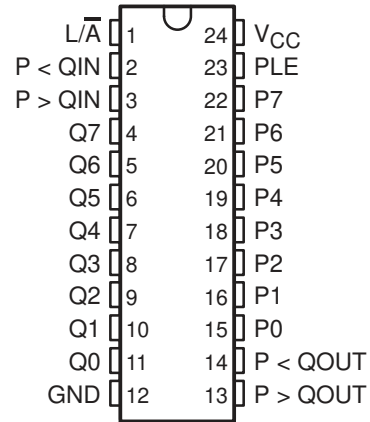 L/A̅ 1 24 VCC
P < QIN 2 23 PLE
P > QIN 3 22 P7
Q7 4 21 P6
Q6 5 20 P5
Q5 6 19 P4
Q4 7 18 P3
Q3 8 17 P2
Q2 9 16 P1
Q1 10 15 P0
Q0 11 14 P < QOUT
GND 12 13 P > QOUT